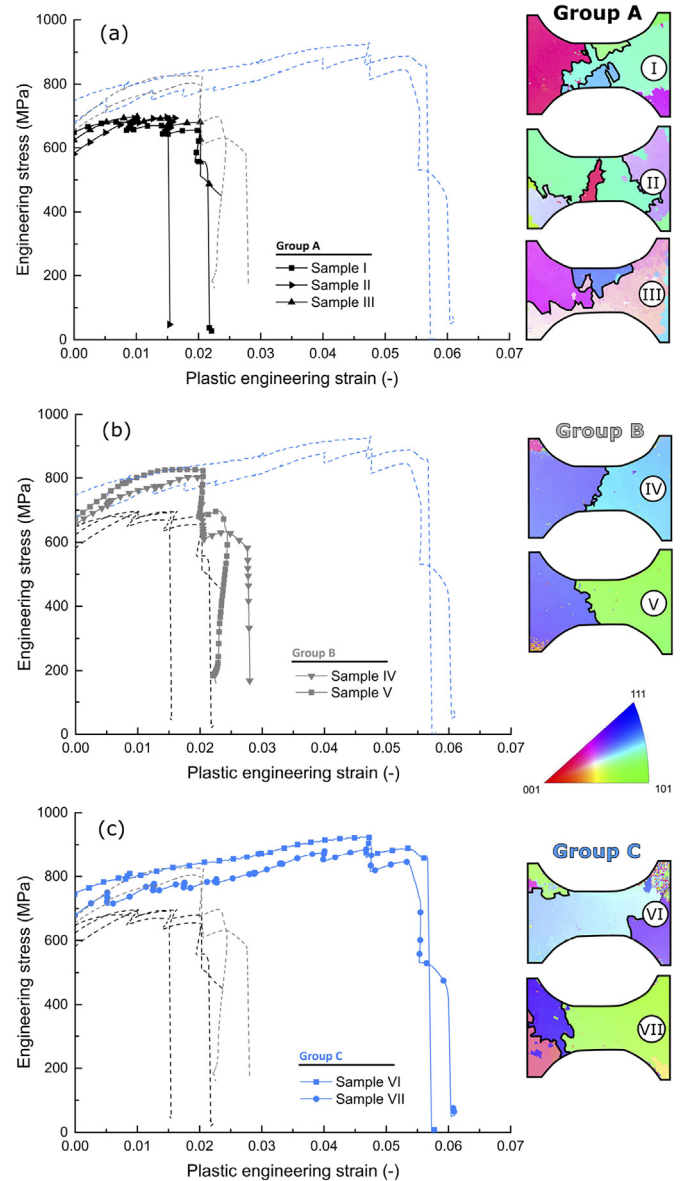 (a)
Group A
1000
800
600
400
200
0
Engineering stress (MPa)
Group A
Sample I
Sample II
Sample III
0.00 0.01 0.02 0.03 0.04 0.05 0.06 0.07
Plastic engineering strain (-)
I
II
III
(b)
Group B
1000
800
600
400
200
0
Engineering stress (MPa)
Group B
Sample IV
Sample V
0.00 0.01 0.02 0.03 0.04 0.05 0.06 0.07
Plastic engineering strain (-)
IV
V
111
001 101
(c)
Group C
1000
800
600
400
200
0
Engineering stress (MPa)
Group C
Sample VI
Sample VII
0.00 0.01 0.02 0.03 0.04 0.05 0.06 0.07
Plastic engineering strain (-)
VI
VII